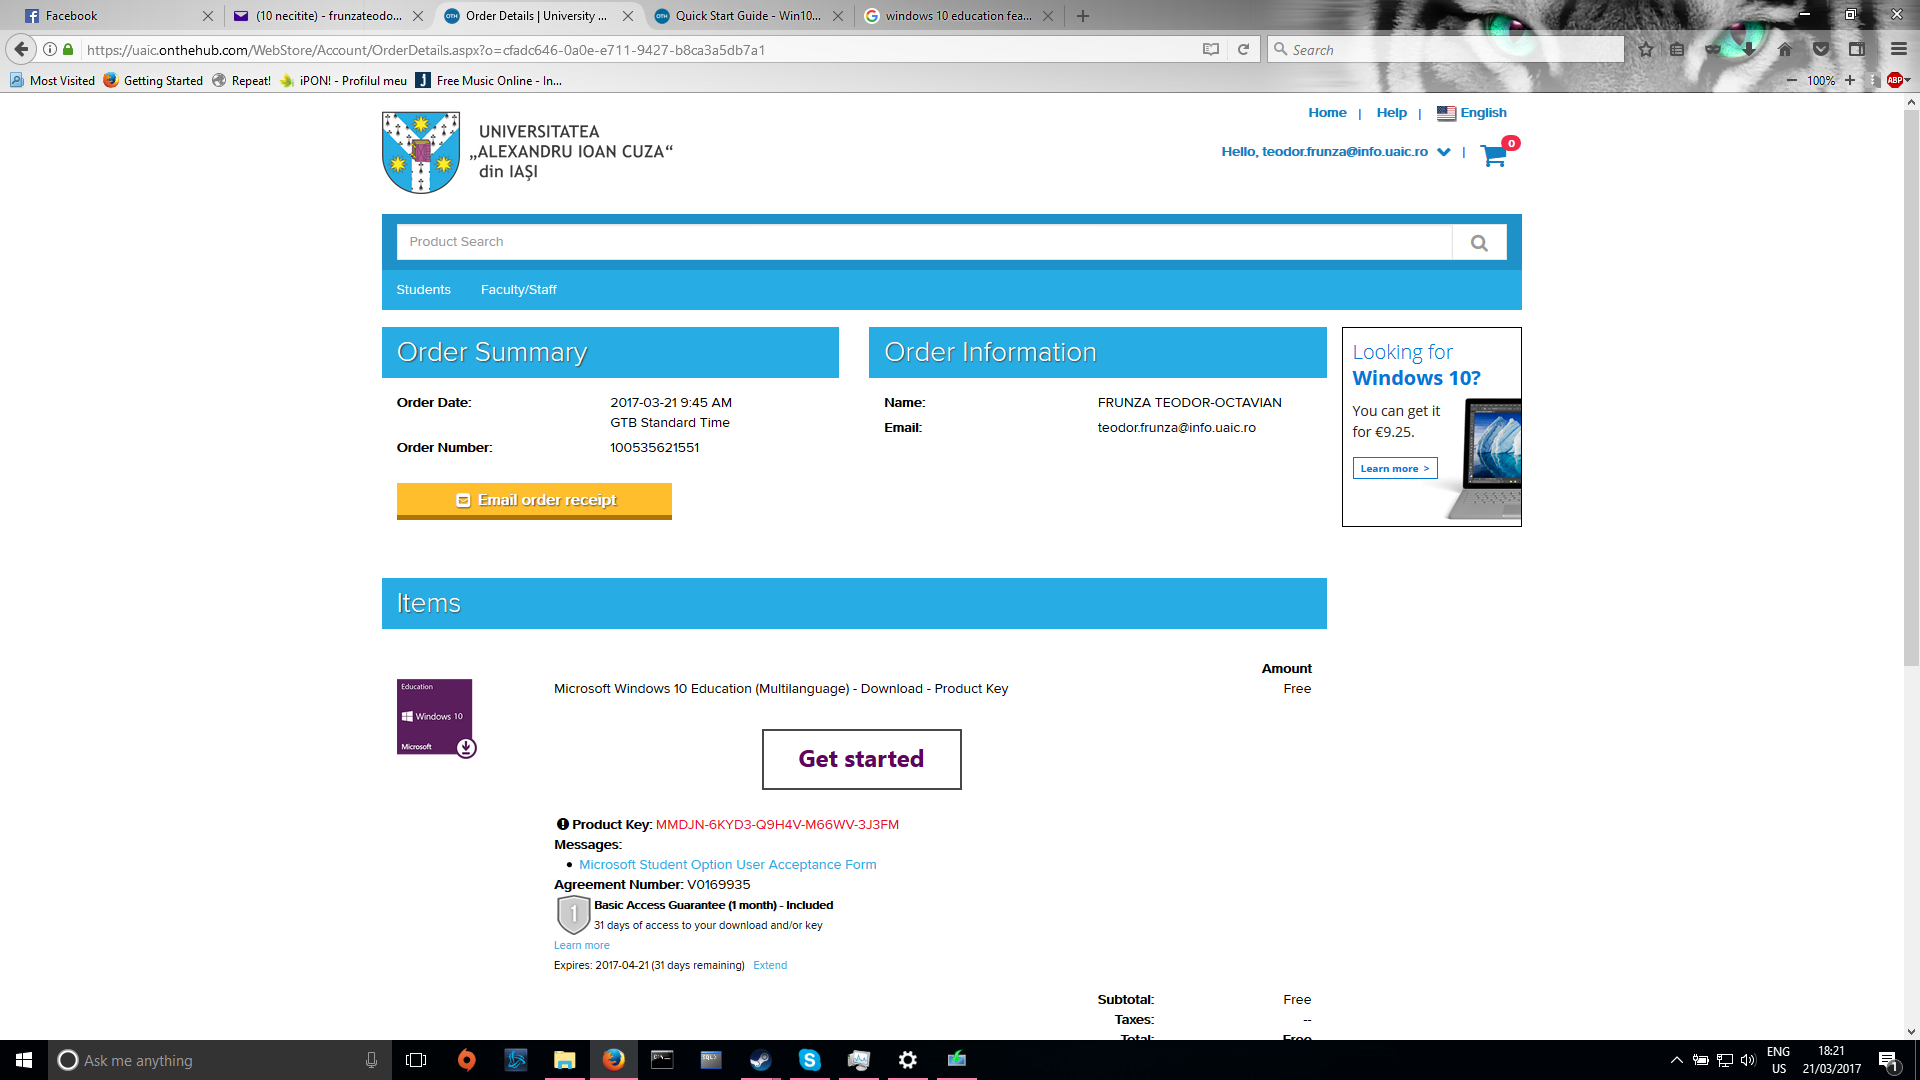 Facebook
(10 necitite) - frunzateodo...
Order Details | University ...
Quick Start Guide - Win10...
windows 10 education fea...
https://uaic.onthehub.com/WebStore/Account/OrderDetails.aspx?o=cfadc646-0a0e-e711-9427-b8ca3a5db7a1
Search
Most Visited
Getting Started
Repeat!
iPON! - Profilul meu
Free Music Online - In...
100%
ABP
Home | Help | English
UNIVERSITATEA
„ALEXANDRU IOAN CUZA“
din IAŞI
Hello, teodor.frunza@info.uaic.ro |
0
Product Search
Students
Faculty/Staff
Order Summary
Order Information
Order Date: 2017-03-21 9:45 AM
GTB Standard Time
Order Number: 100535621551
Name: FRUNZA TEODOR-OCTAVIAN
Email: teodor.frunza@info.uaic.ro
Email order receipt
Looking for
Windows 10?
You can get it
for €9.25.
Learn more >
Items
Amount
Education
Windows 10
Microsoft
Microsoft Windows 10 Education (Multilanguage) - Download - Product Key
Free
Get started
Product Key: MMDJN-6KYD3-Q9H4V-M66WV-3J3FM
Messages:
Microsoft Student Option User Acceptance Form
Agreement Number: V0169935
1
Basic Access Guarantee (1 month) - Included
31 days of access to your download and/or key
Learn more
Expires: 2017-04-21 (31 days remaining) Extend
Subtotal: Free
Taxes: --
Total: Free
Ask me anything
ENG
US
18:21
21/03/2017
1